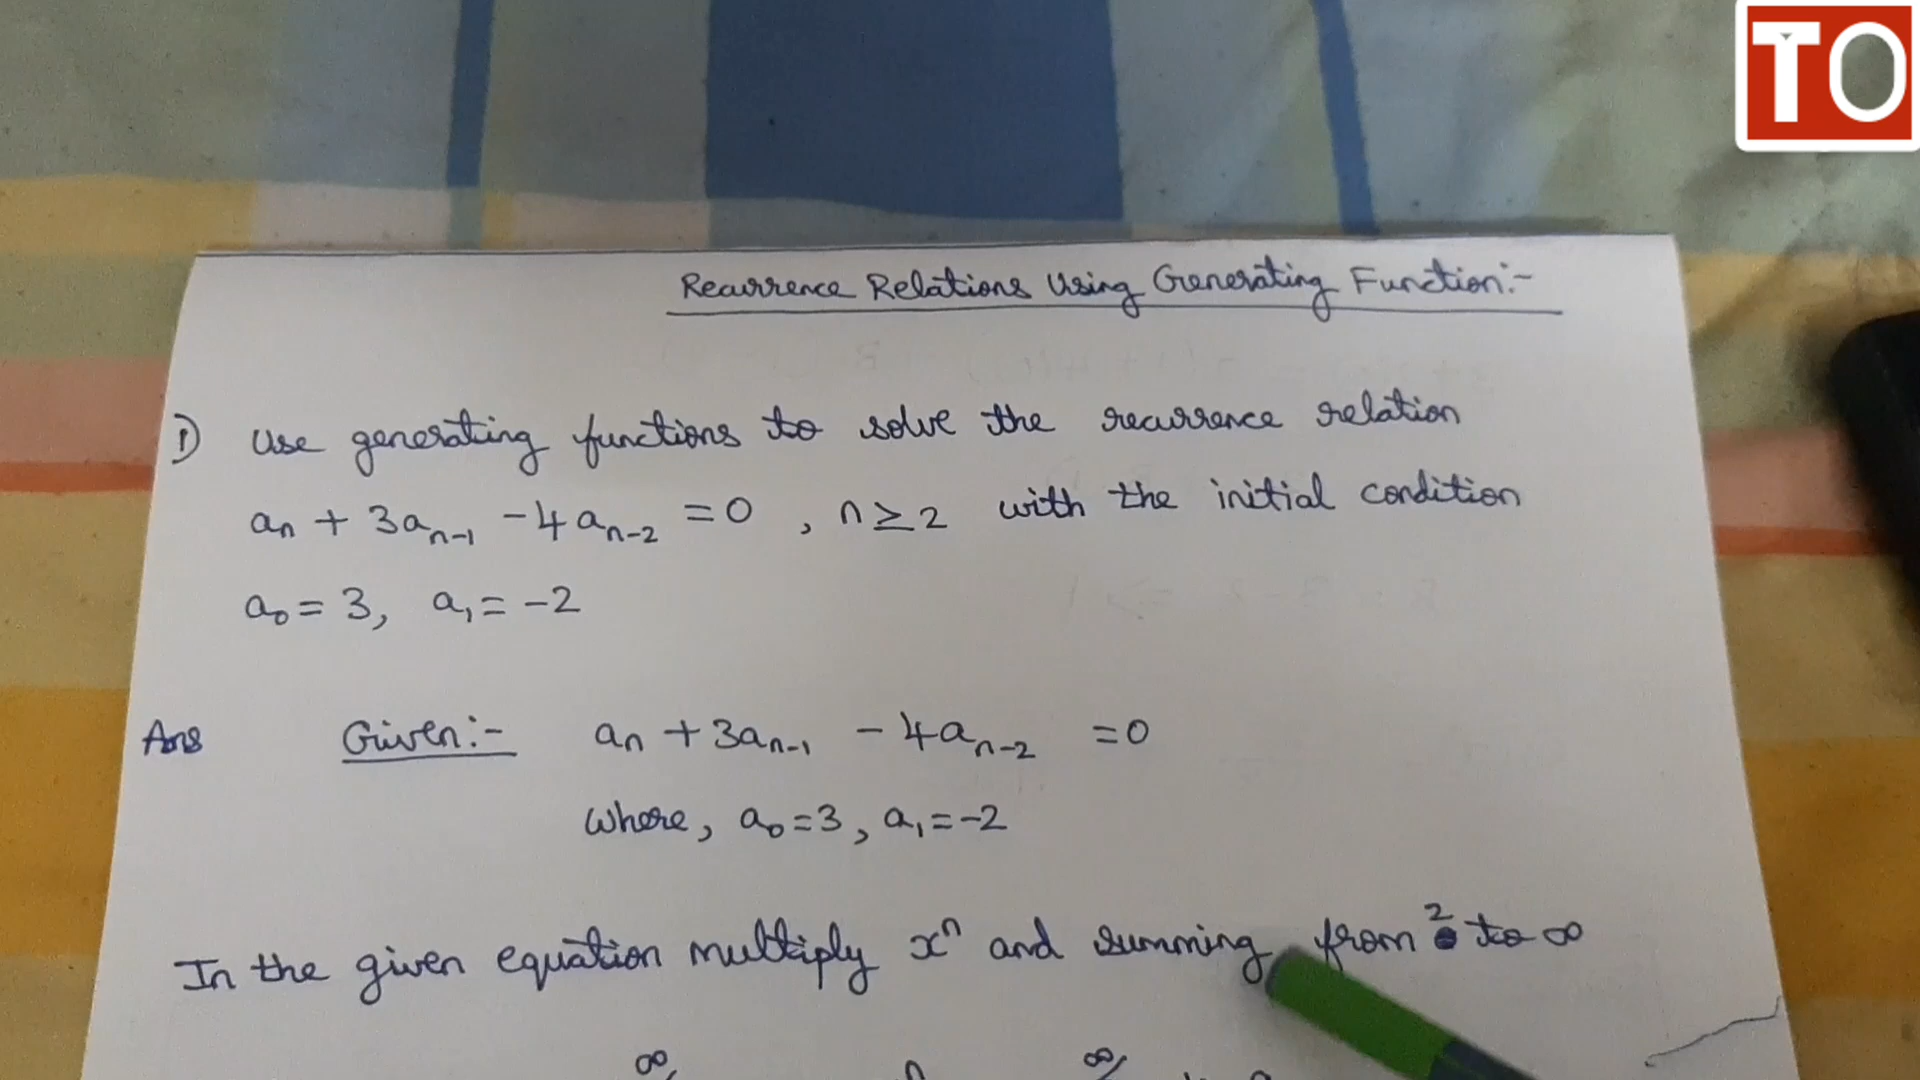 TO
Recurrence Relations Using Generating Function:-
1) Use generating functions to solve the recurrence relation
aₙ + 3aₙ₋₁ - 4aₙ₋₂ = 0 , n ≥ 2 with the initial condition
a₀ = 3, a₁ = -2
Ans Given:- aₙ + 3aₙ₋₁ - 4aₙ₋₂ = 0
Where, a₀ = 3, a₁ = -2
In the given equation multiply xⁿ and summing from 2 to ∞
∞ ∞